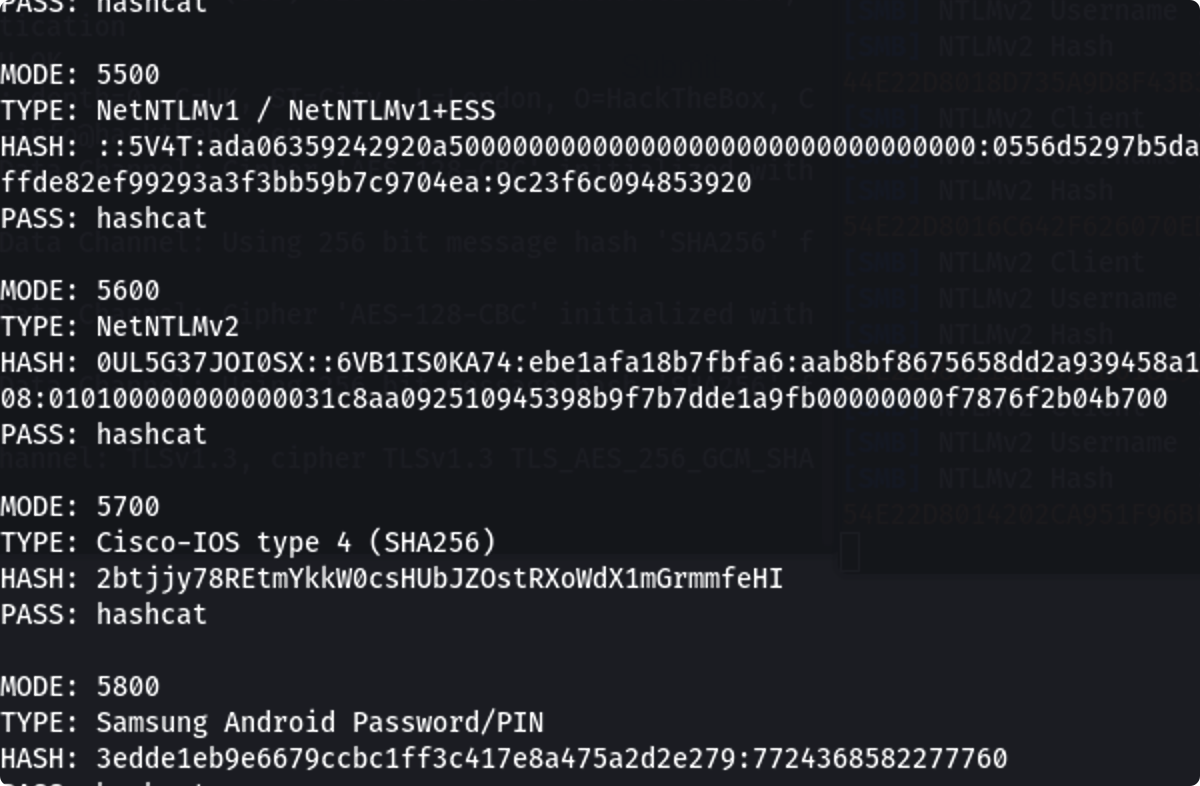 PASS: hashcat
MODE: 5500
TYPE: NetNTLMv1 / NetNTLMv1+ESS
HASH: ::5V4T:ada06359242920a500000000000000000000000000000000:0556d5297b5da
ffde82ef99293a3f3bb59b7c9704ea:9c23f6c094853920
PASS: hashcat
MODE: 5600
TYPE: NetNTLMv2
HASH: 0UL5G37JOI0SX::6VB1IS0KA74:ebe1afa18b7fbfa6:aab8bf8675658dd2a939458a1
08:010100000000000031c8aa092510945398b9f7b7dde1a9fb00000000f7876f2b04b700
PASS: hashcat
MODE: 5700
TYPE: Cisco-IOS type 4 (SHA256)
HASH: 2btjjy78REtmYkkW0csHUbJZOstRXoWdX1mGrmmfeHI
PASS: hashcat
MODE: 5800
TYPE: Samsung Android Password/PIN
HASH: 3edde1eb9e6679ccbc1ff3c417e8a475a2d2e279:7724368582277760